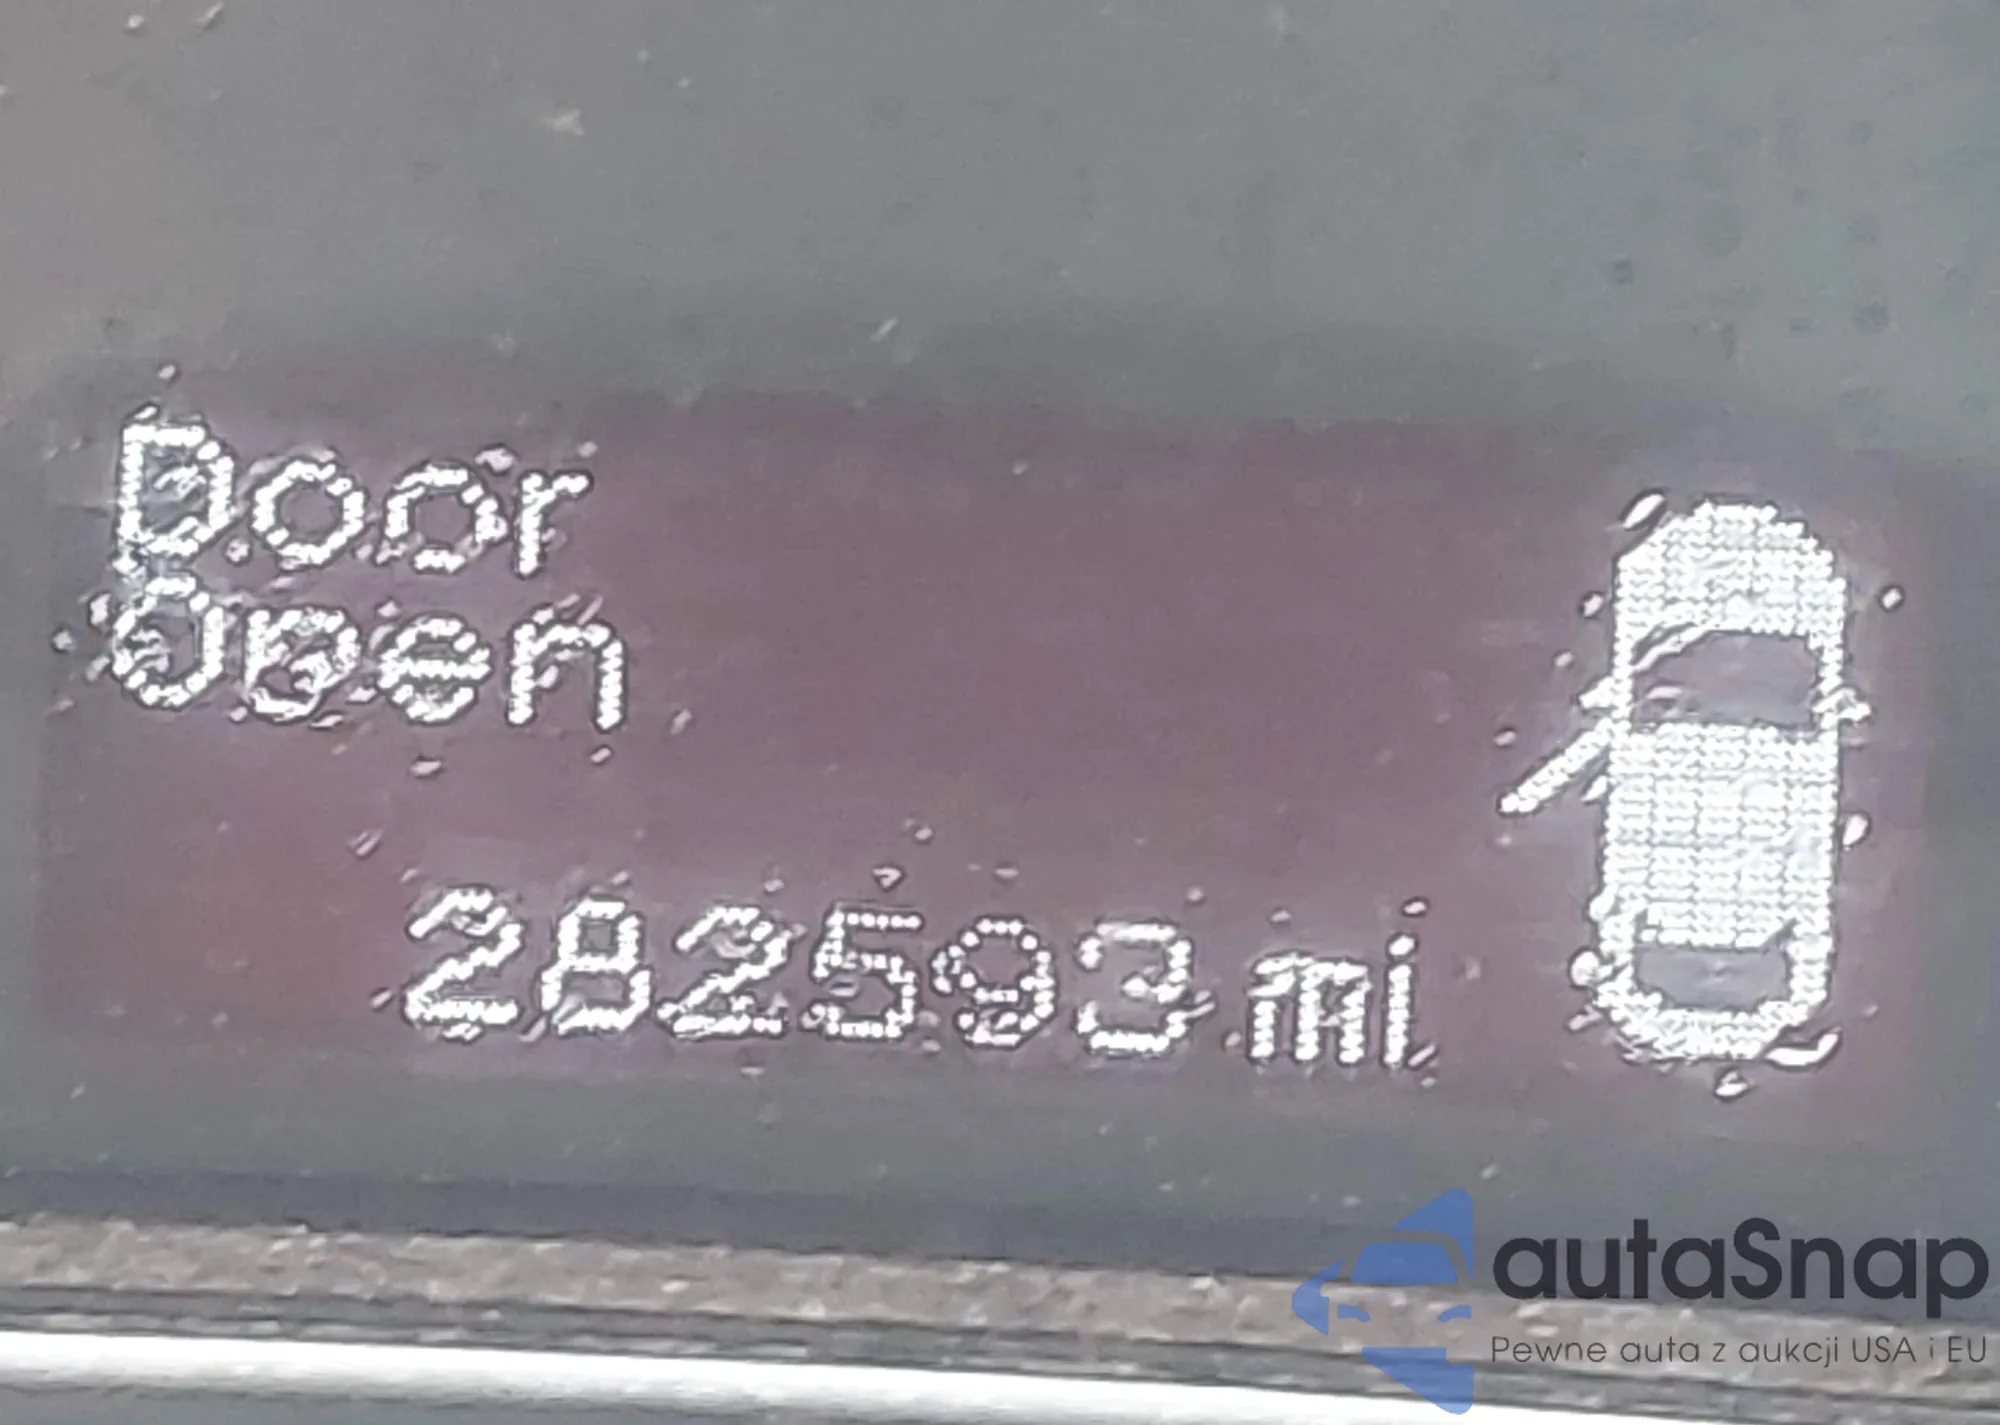 Door
Open
282593 mi
autaSnap
Pewne auta z aukcji USA i EU